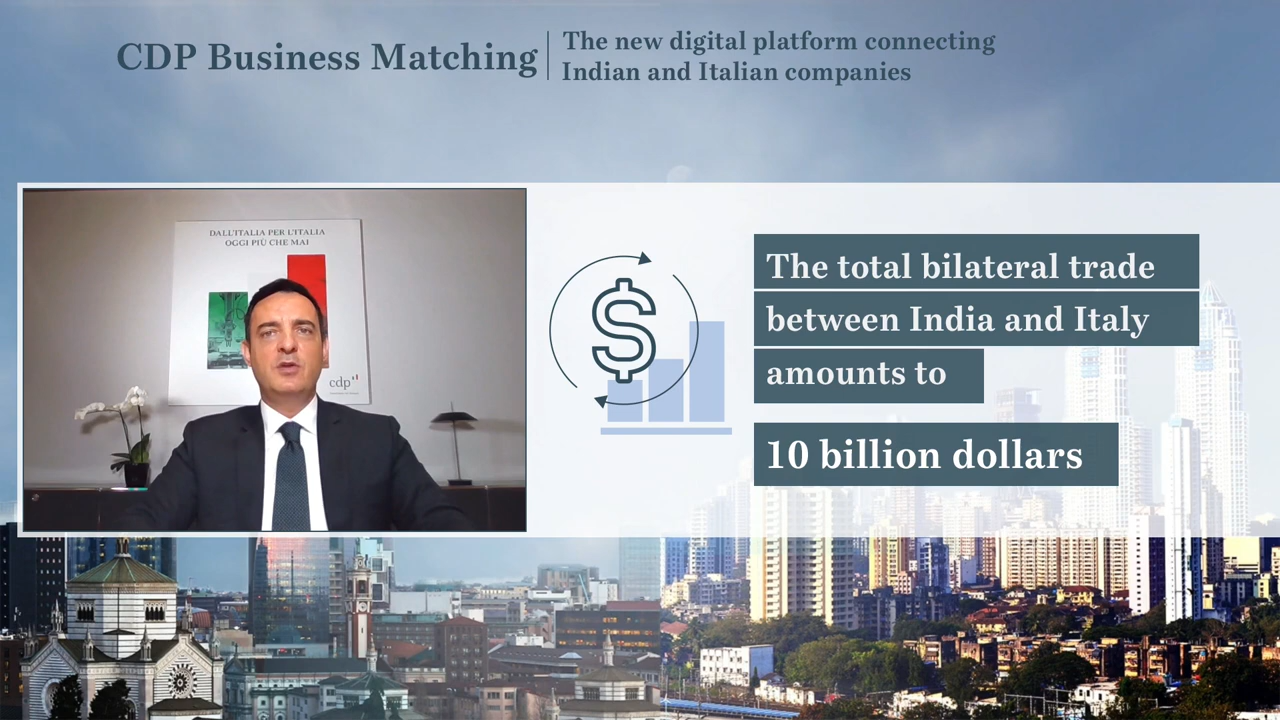 CDP Business Matching
The new digital platform connecting
Indian and Italian companies
DALL'ITALIA PER L'ITALIA
OGGI PIÙ CHE MAI
cdp
$
The total bilateral trade
between India and Italy
amounts to
10 billion dollars